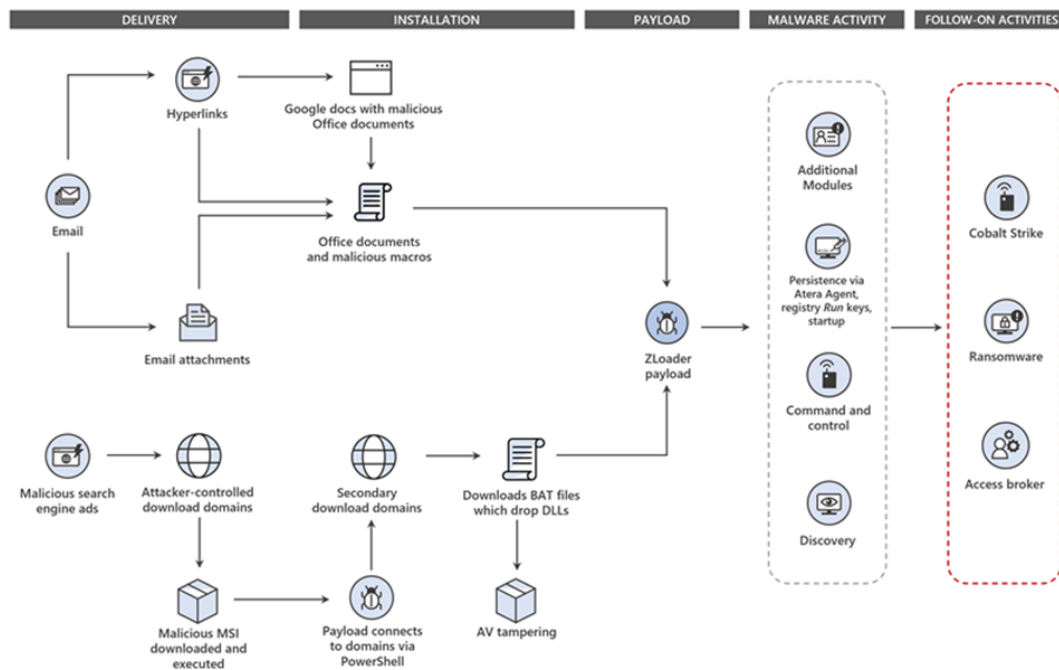 DELIVERY
INSTALLATION
PAYLOAD
MALWARE ACTIVITY
FOLLOW-ON ACTIVITIES
Hyperlinks
Google docs with malicious
Office documents
Email
Office documents
and malicious macros
Email attachments
ZLoader
payload
Additional
Modules
Persistence via
Atera Agent,
registry Run keys,
startup
Command and
control
Discovery
Cobalt Strike
Ransomware
Access broker
Malicious search
engine ads
Attacker-controlled
download domains
Secondary
download domains
Downloads BAT files
which drop DLLs
Malicious MSI
downloaded and
executed
Payload connects
to domains via
PowerShell
AV tampering